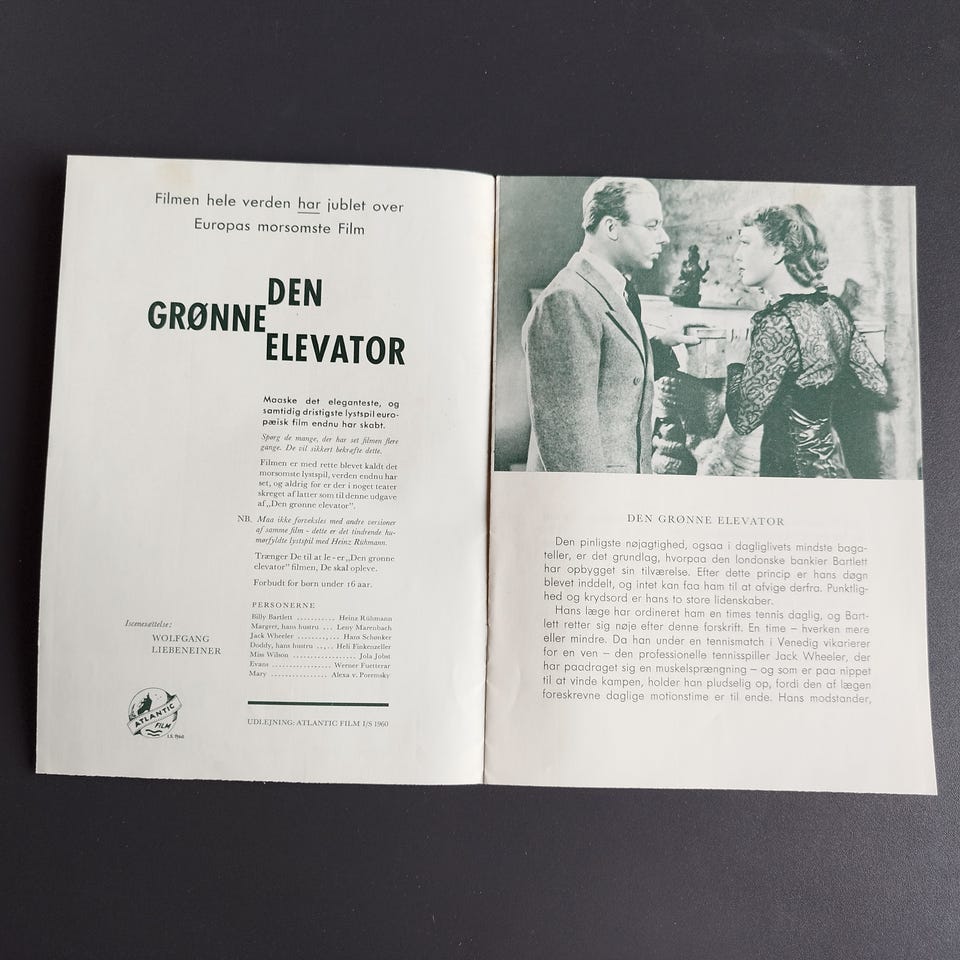 Filmen hele verden har jublet over
Europas morsomste Film
DEN
GRØNNE
ELEVATOR
Maaske det eleganteste, og
samtidig dristigste lystspil euro-
pæisk film endnu har skabt.
Spørg de mange, der har set filmen flere
gange. De vil sikkert bekræfte dette.
Filmen er med rette blevet kaldt det
morsomste lystspil, verden endnu har
set, og aldrig før er der i noget teater
skreget af latter som til denne udgave
af „Den grønne elevator".
NB. Maa ikke forveksles med andre versioner
af samme film - dette er det tindrende hu-
mørfyldte lystspil med Heinz Rühmann.
Trænger De til at le - er „Den grønne
elevator" filmen, De skal opleve.
Forbudt for børn under 16 aar.
PERSONERNE
Billy Bartlett ........... Heinz Rühmann
Margret, hans hustru ... Leny Marenbach
Jack Wheeler ............ Hans Schønker
Doddy, hans hustru ..... Heli Finkenzeller
Miss Wilson .................. Jola Jobst
Evans ................ Werner Fuetterar
Mary ................ Alexa v. Poremsky
Iscenesættelse:
WOLFGANG
LIEBENEINER
ATLANTIC
FILM
I.S. 1960
UDLEJNING: ATLANTIC FILM I/S 1960
DEN GRØNNE ELEVATOR
Den pinligste nøjagtighed, ogsaa i dagliglivets mindste baga-
teller, er det grundlag, hvorpaa den londonske bankier Bartlett
har opbygget sin tilværelse. Efter dette princip er hans døgn
blevet inddelt, og intet kan faa ham til at afvige derfra. Punktlig-
hed og krydsord er hans to store lidenskaber.
Hans læge har ordineret ham en times tennis daglig, og Bart-
lett retter sig nøje efter denne forskrift. En time — hverken mere
eller mindre. Da han under en tennismatch i Venedig vikarierer
for en ven — den professionelle tennisspiller Jack Wheeler, der
har paadraget sig en muskelsprængning — og som er paa nippet
til at vinde kampen, holder han pludselig op, fordi den af lægen
foreskrevne daglige motionstime er til ende. Hans modstander,